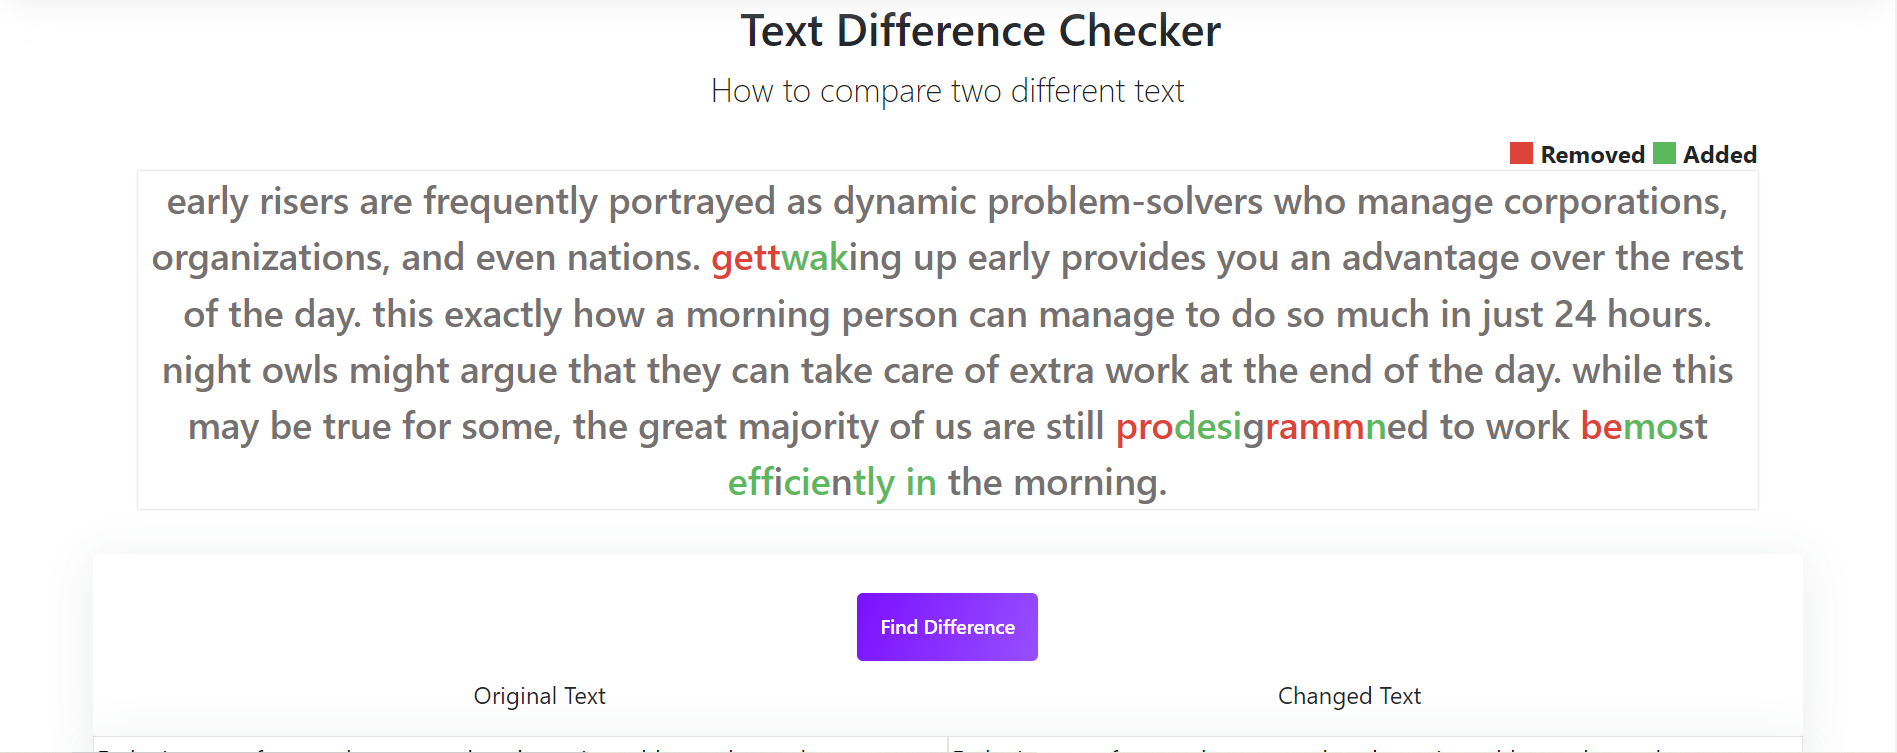 Text Difference Checker
How to compare two different text
Removed Added
early risers are frequently portrayed as dynamic problem-solvers who manage corporations,
organizations, and even nations. gettwaking up early provides you an advantage over the rest
of the day. this exactly how a morning person can manage to do so much in just 24 hours.
night owls might argue that they can take care of extra work at the end of the day. while this
may be true for some, the great majority of us are still prodesigrammned to work bemost
efficiently in the morning.
Find Difference
Original Text Changed Text